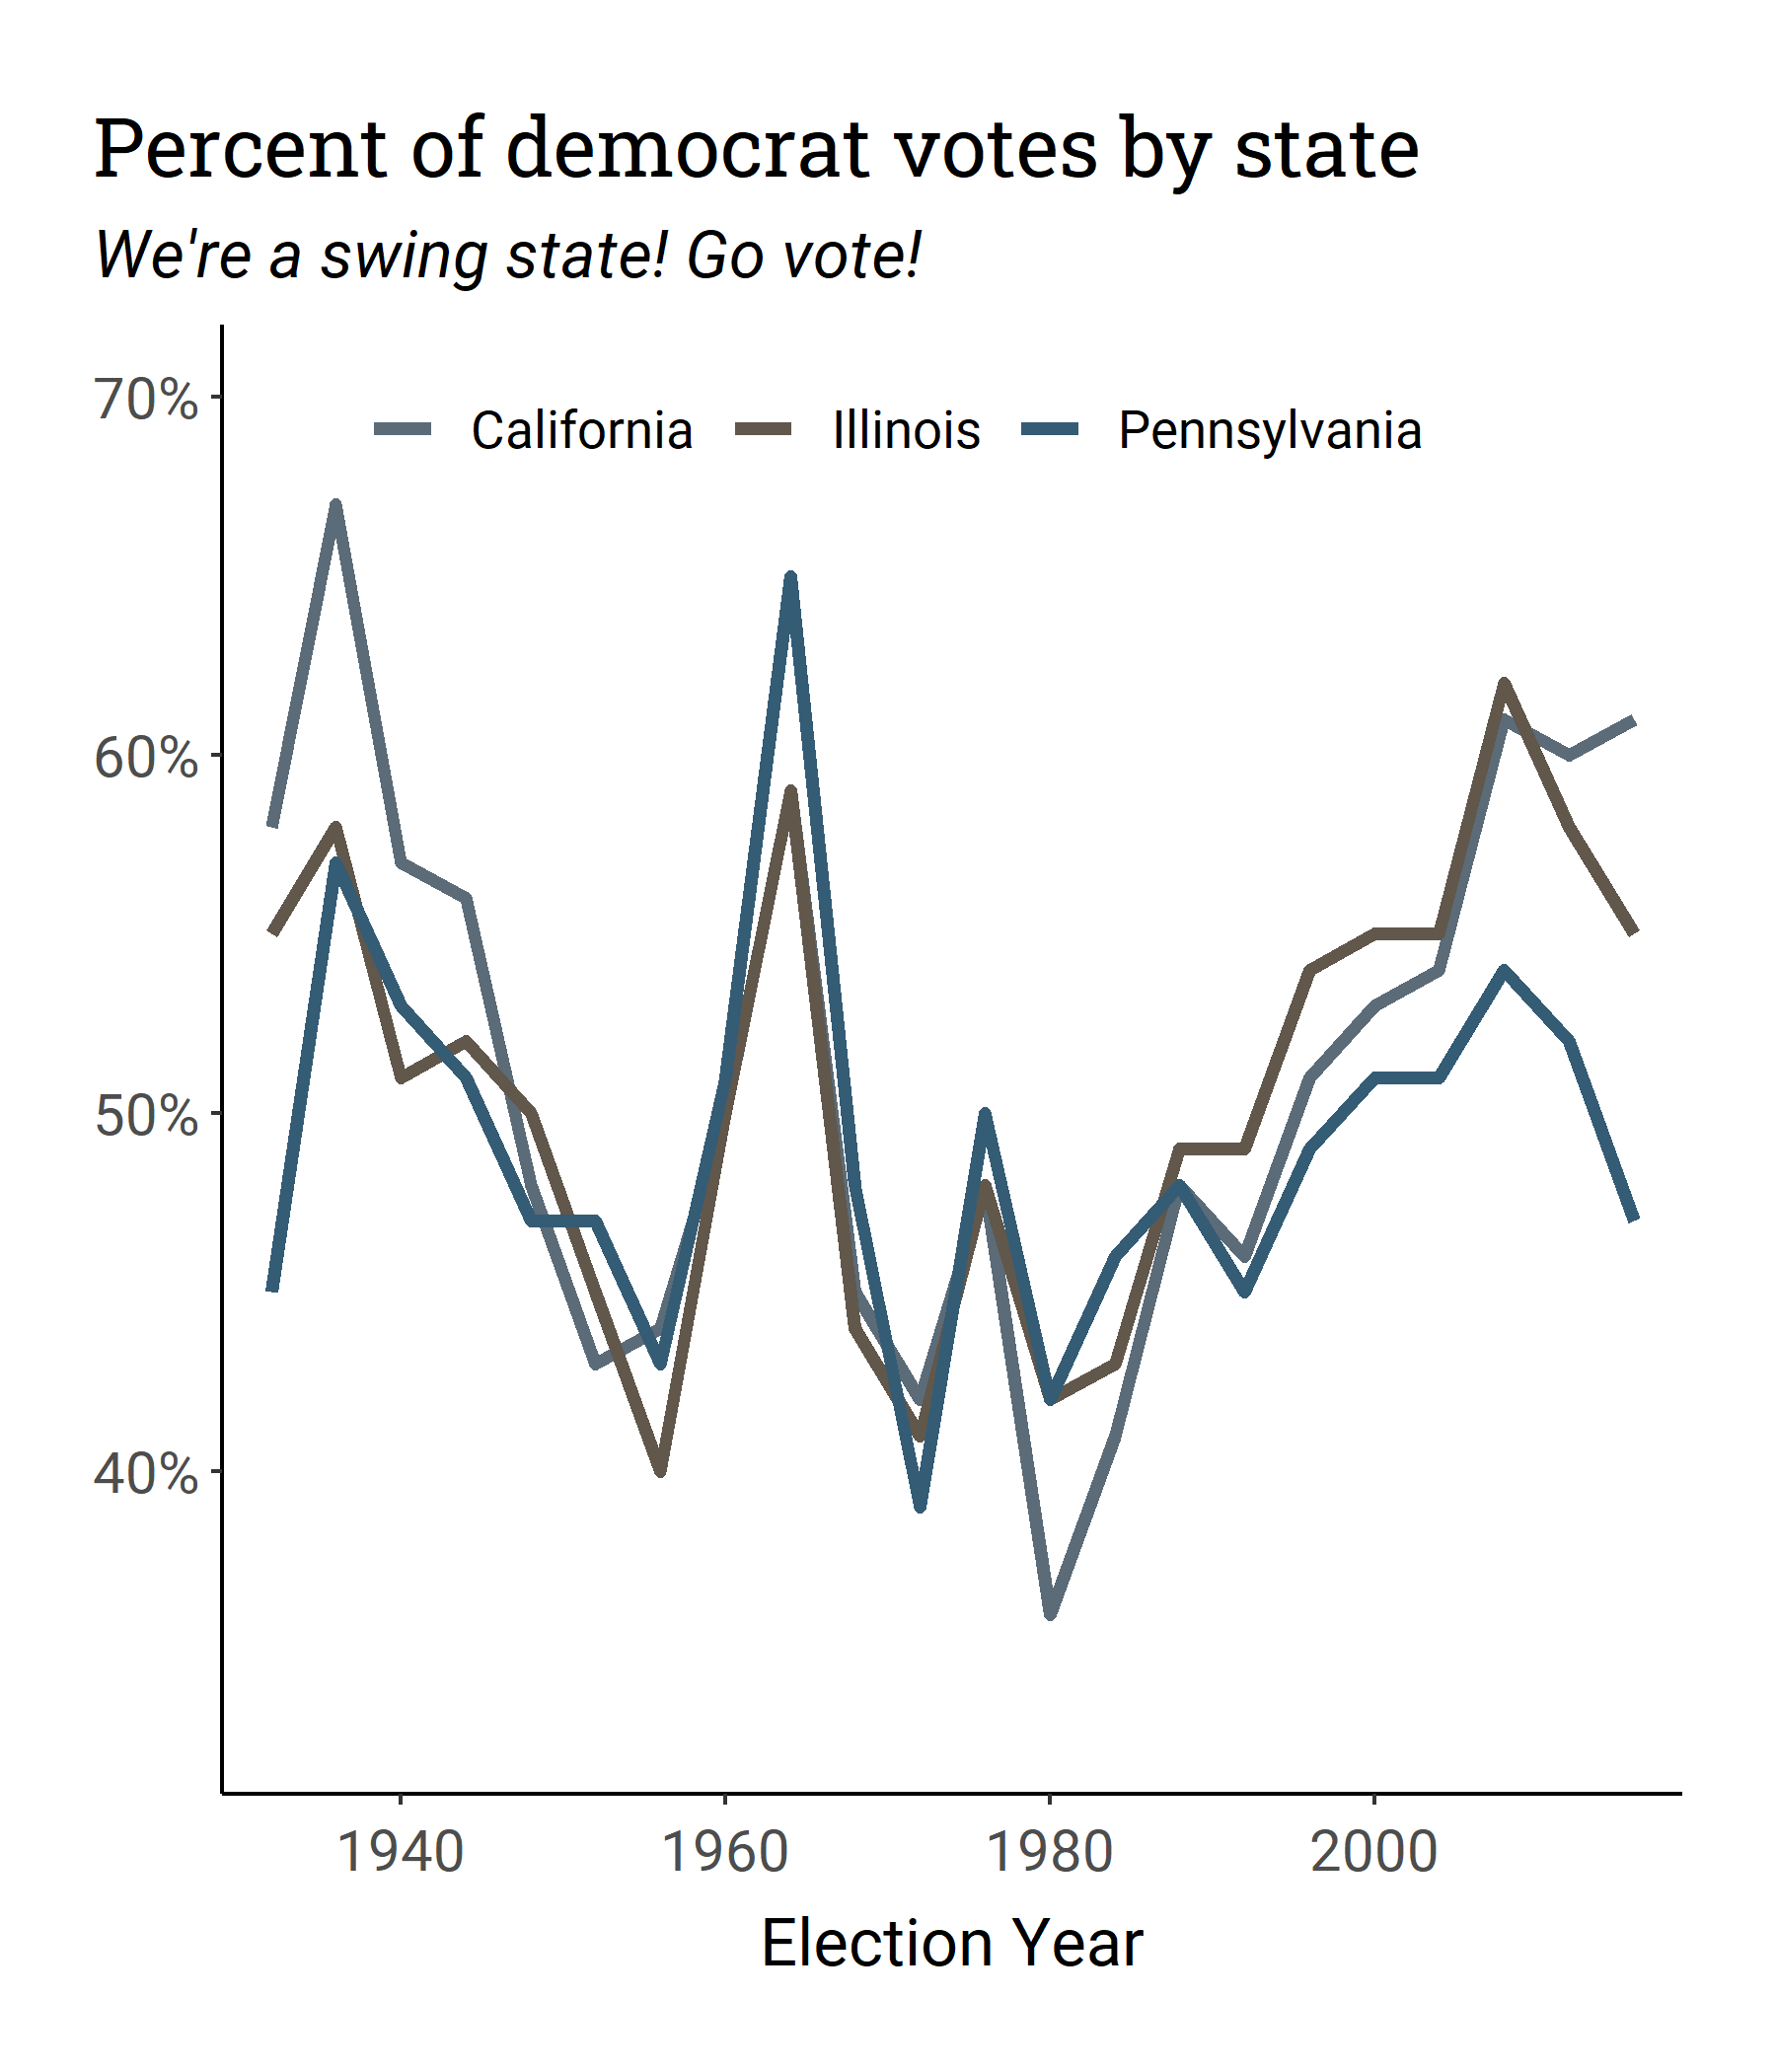 Percent of democrat votes by state
We're a swing state! Go vote!
70%
California Illinois Pennsylvania
60%
50%
40%
1940 1960 1980 2000
Election Year